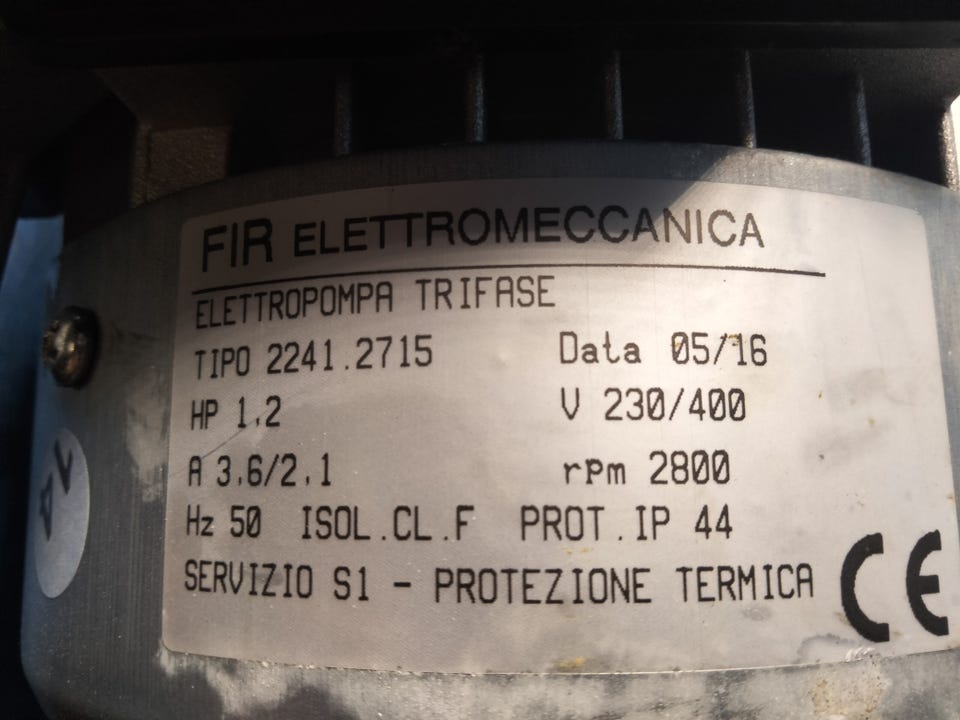 FIR ELETTROMECCANICA
ELETTROPOMPA TRIFASE
TIPO 2241.2715 Data 05/16
HP 1.2 V 230/400
A 3.6/2.1 rpm 2800
Hz 50 ISOL.CL.F PROT.IP 44
SERVIZIO S1 - PROTEZIONE TERMICA
CE
14